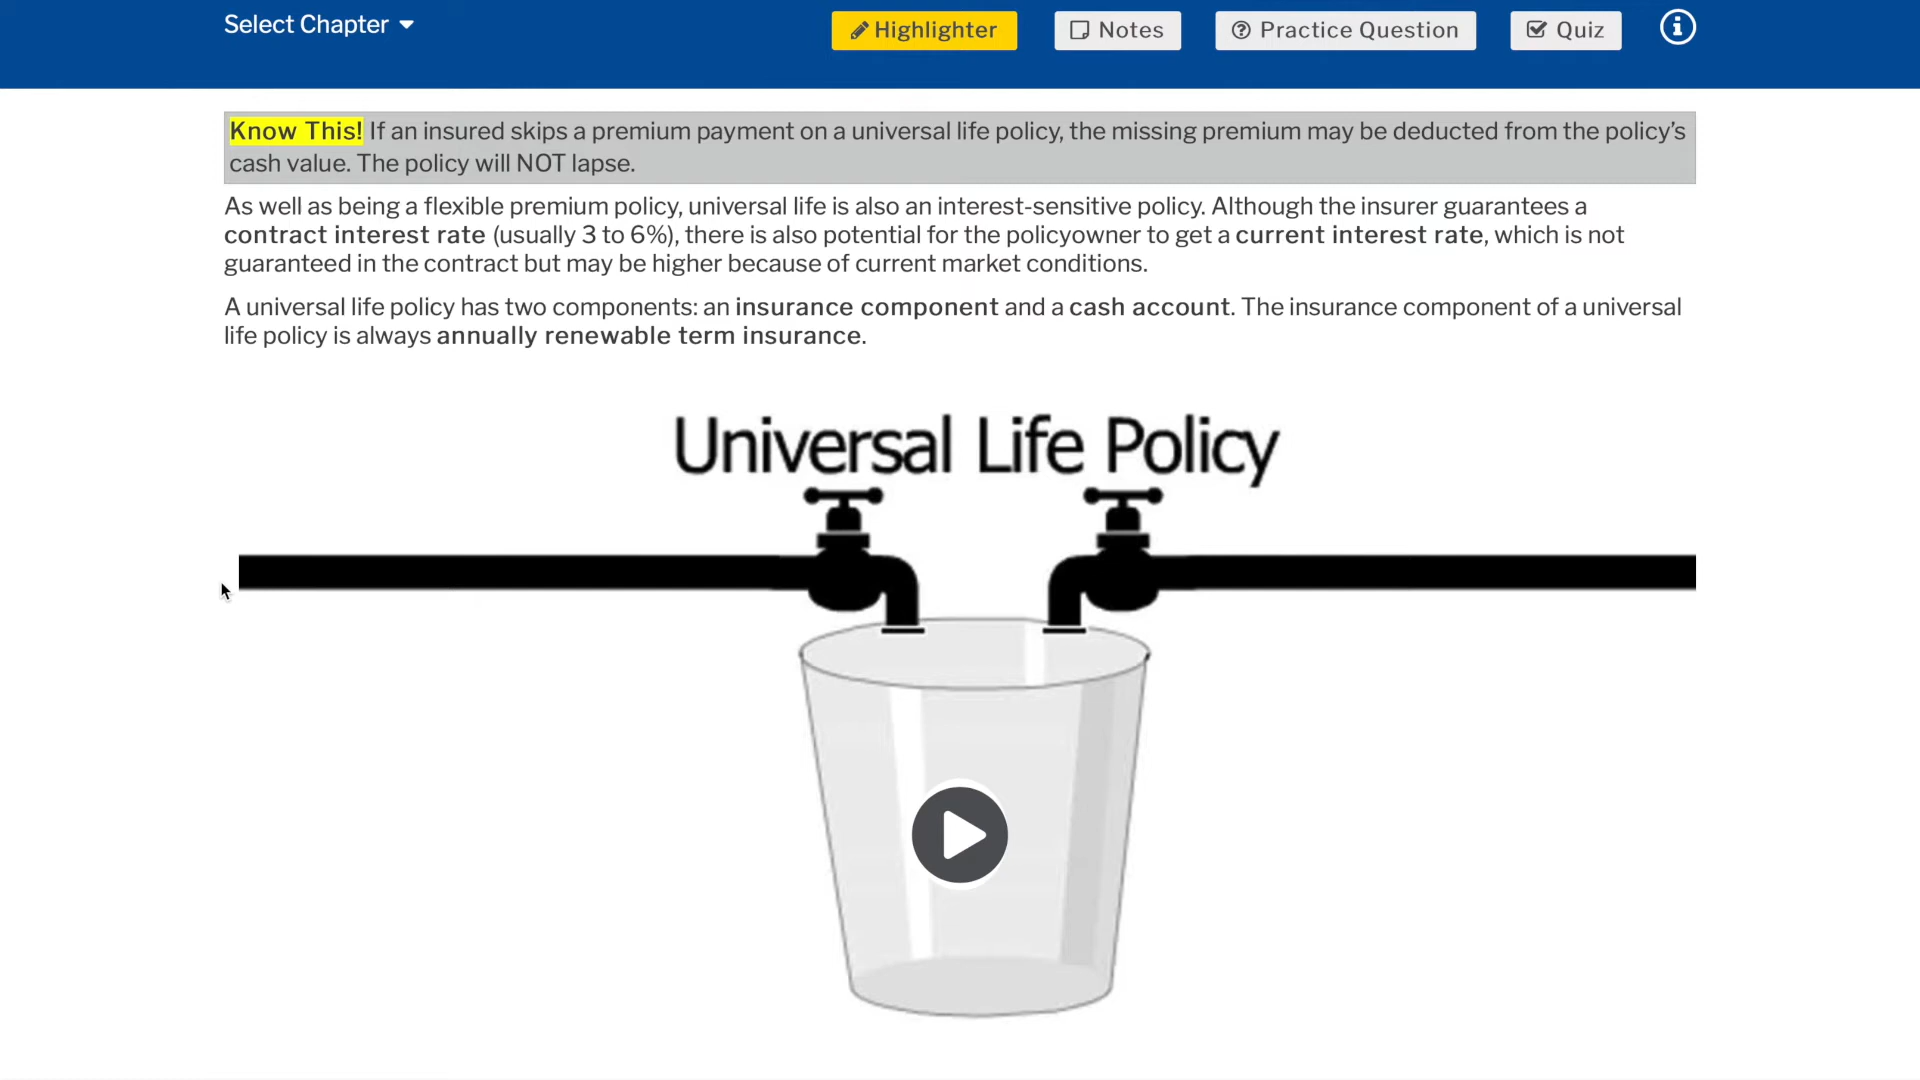 Select Chapter
Highlighter
Notes
Practice Question
Quiz
Know This! If an insured skips a premium payment on a universal life policy, the missing premium may be deducted from the policy’s
cash value. The policy will NOT lapse.
As well as being a flexible premium policy, universal life is also an interest-sensitive policy. Although the insurer guarantees a
contract interest rate (usually 3 to 6%), there is also potential for the policyowner to get a current interest rate, which is not
guaranteed in the contract but may be higher because of current market conditions.
A universal life policy has two components: an insurance component and a cash account. The insurance component of a universal
life policy is always annually renewable term insurance.
Universal Life Policy